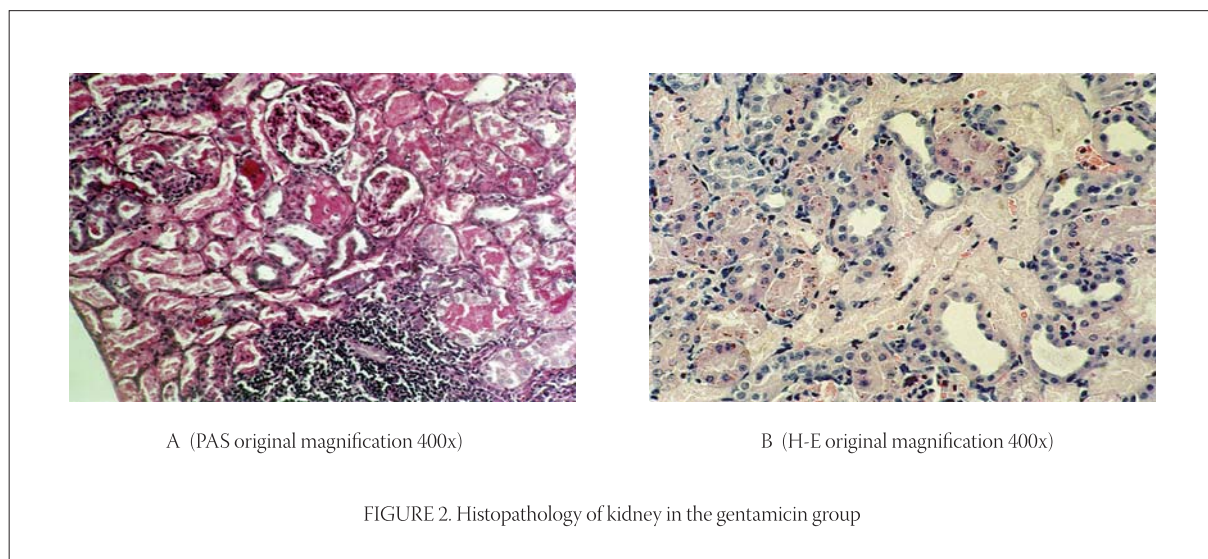 A (PAS original magnification 400x)
B (H-E original magnification 400x)
FIGURE 2. Histopathology of kidney in the gentamicin group